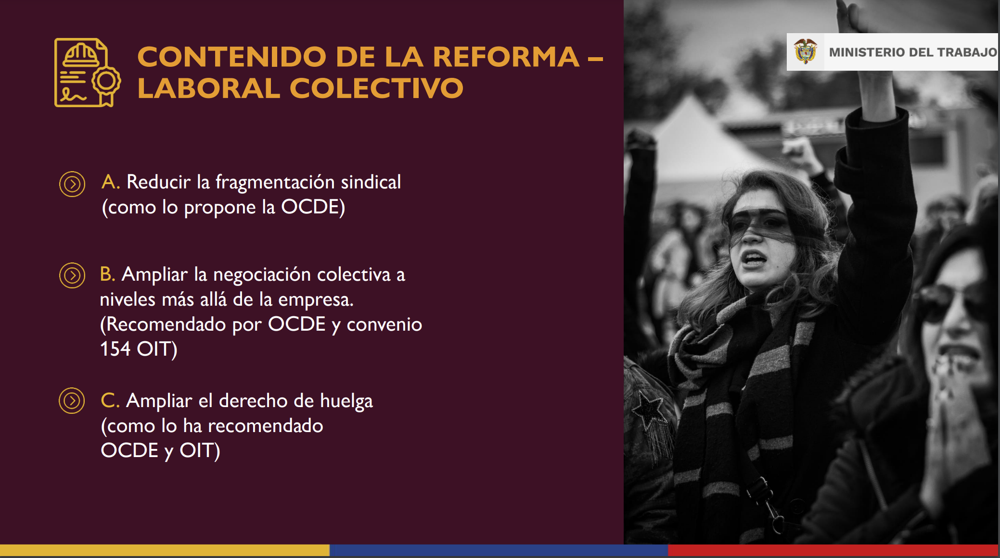 CONTENIDO DE LA REFORMA –
LABORAL COLECTIVO
MINISTERIO DEL TRABAJO
A. Reducir la fragmentación sindical
(como lo propone la OCDE)
B. Ampliar la negociación colectiva a
niveles más allá de la empresa.
(Recomendado por OCDE y convenio
154 OIT)
C. Ampliar el derecho de huelga
(como lo ha recomendado
OCDE y OIT)